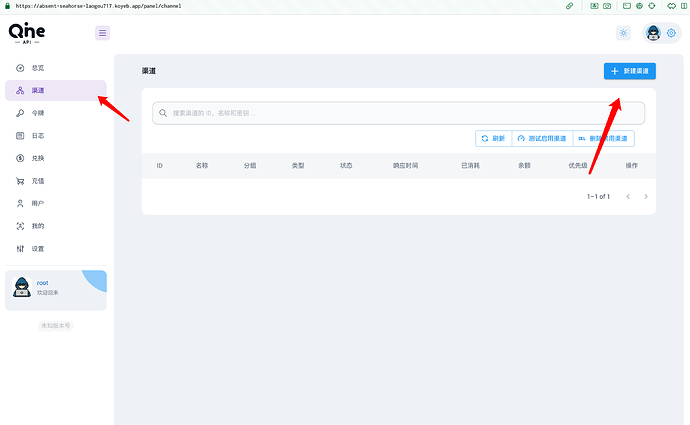 https://absent-seahorse-laogou717.koyeb.app/panel/channel
One
API
总览
渠道
令牌
日志
兑换
充值
用户
我的
设置
root
欢迎回来
未知版本号
渠道
新建渠道
搜索渠道的 ID，名称和密钥 ...
刷新
测试启用渠道
DEL 删除禁用渠道
ID 名称 分组 类型 状态 响应时间 已消耗 余额 优先级 操作
1–1 of 1